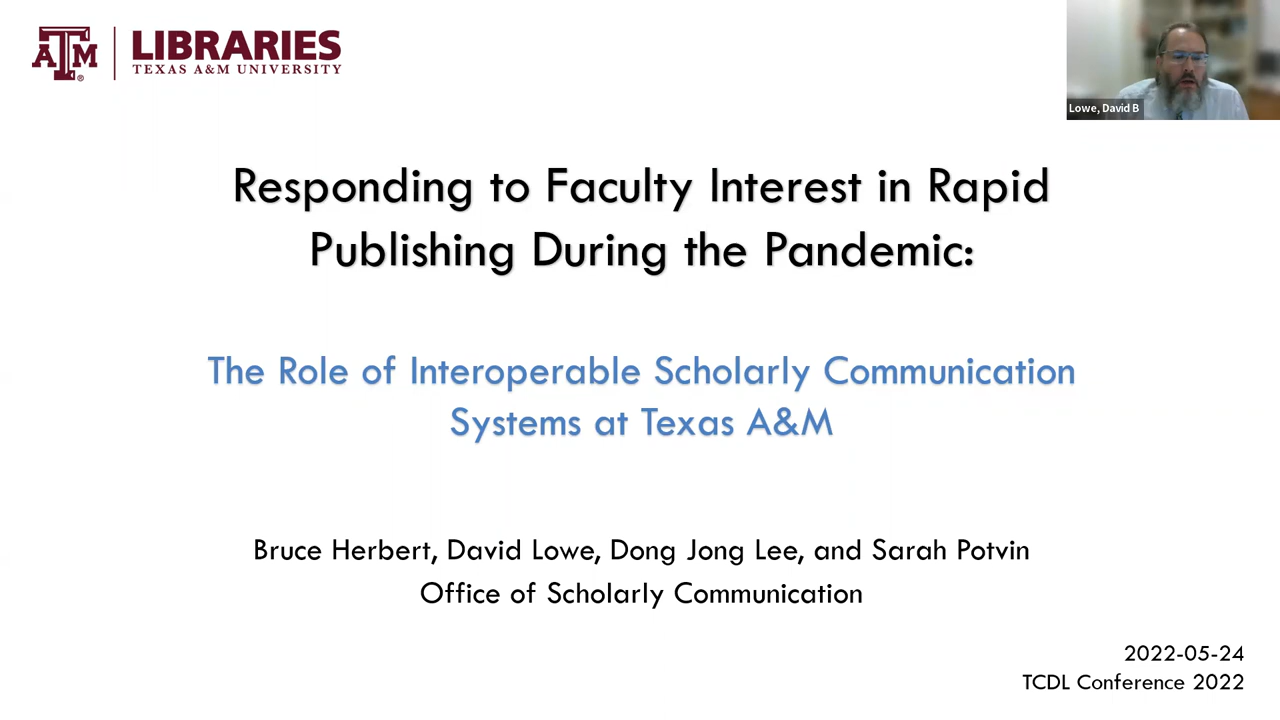 LIBRARIES
TEXAS A&M UNIVERSITY
Lowe, David B
Responding to Faculty Interest in Rapid
Publishing During the Pandemic:
The Role of Interoperable Scholarly Communication
Systems at Texas A&M
Bruce Herbert, David Lowe, Dong Jong Lee, and Sarah Potvin
Office of Scholarly Communication
2022-05-24
TCDL Conference 2022